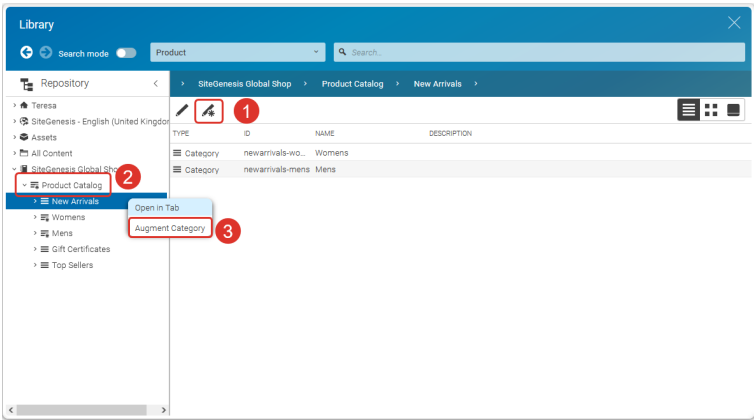 Library
Search mode
Product
Search...
Repository
SiteGenesis Global Shop
Product Catalog
New Arrivals
Teresa
SiteGenesis - English (United Kingdor
Assets
All Content
SiteGenesis Global Sho
Product Catalog
New Arrivals
Womens
Mens
Gift Certificates
Top Sellers
1
2
Open in Tab
Augment Category
3
TYPE ID NAME DESCRIPTION
Category newarrivals-wo... Womens
Category newarrivals-mens Mens